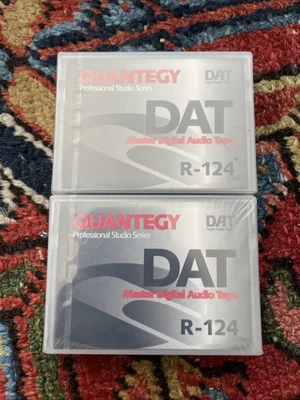 QUANTEGY
DAT
Professional Studio Series
DAT
Master Digital Audio Tape
R-124
QUANTEGY
DAT
Professional Studio Series
DAT
Master Digital Audio Tape
R-124